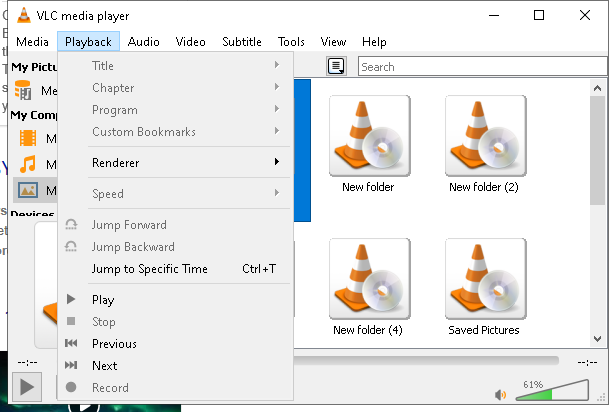 VLC media player
Media Playback Audio Video Subtitle Tools View Help
My Pictu
Search
Title
Chapter
Program
Custom Bookmarks
Renderer
Speed
Jump Forward
Jump Backward
Jump to Specific Time Ctrl+T
Play
Stop
Previous
Next
Record
Me
My Comp
M
M
M
Devices
New folder
New folder (2)
New folder (4)
Saved Pictures
--:--
--:--
61%